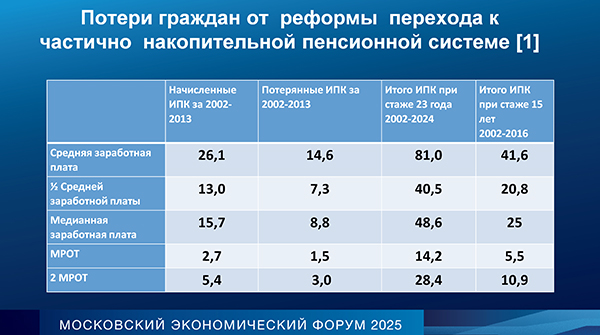 Потери граждан от реформы перехода к
частично накопительной пенсионной системе [1]
Начисленные ИПК за 2002-2013
Потерянные ИПК за 2002-2013
Итого ИПК при стаже 23 года 2002-2024
Итого ИПК при стаже 15 лет 2002-2016
Средняя заработная плата 26,1 14,6 81,0 41,6
½ Средней заработной платы 13,0 7,3 40,5 20,8
Медианная заработная плата 15,7 8,8 48,6 25
МРОТ 2,7 1,5 14,2 5,5
2 МРОТ 5,4 3,0 28,4 10,9
МОСКОВСКИЙ ЭКОНОМИЧЕСКИЙ ФОРУМ 2025